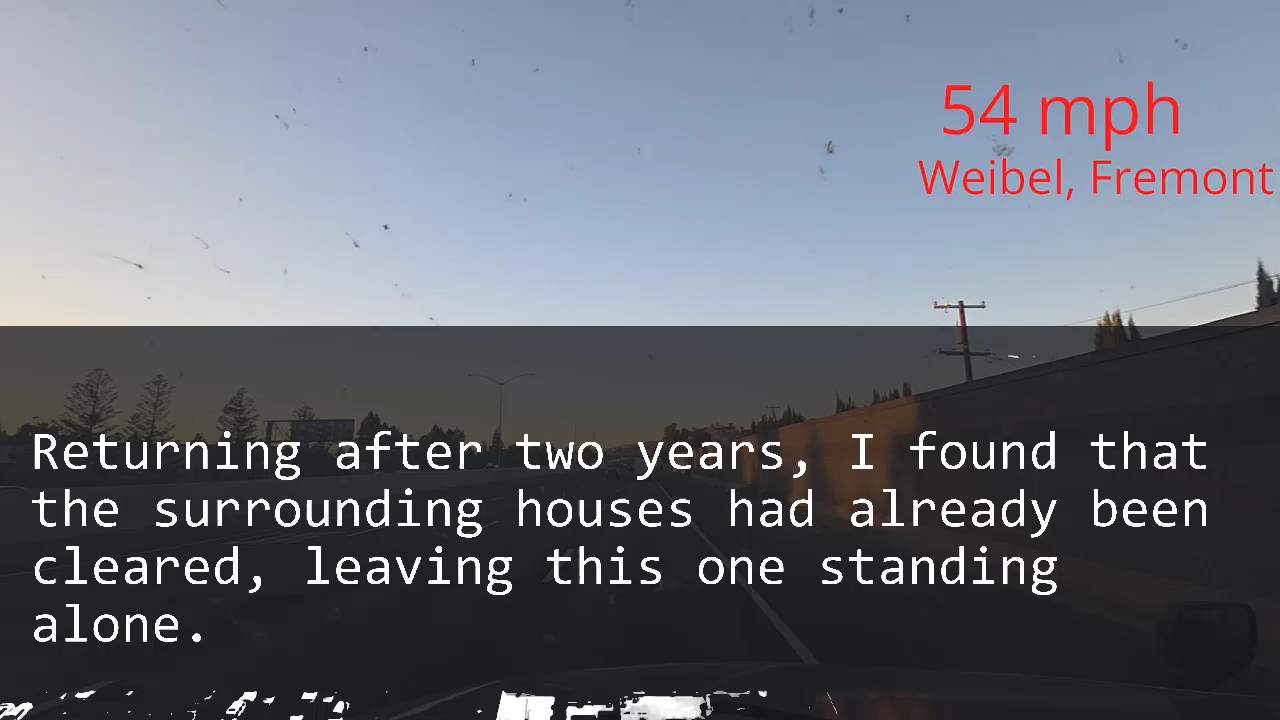 54 mph
Weibel, Fremont
Returning after two years, I found that
the surrounding houses had already been
cleared, leaving this one standing
alone.